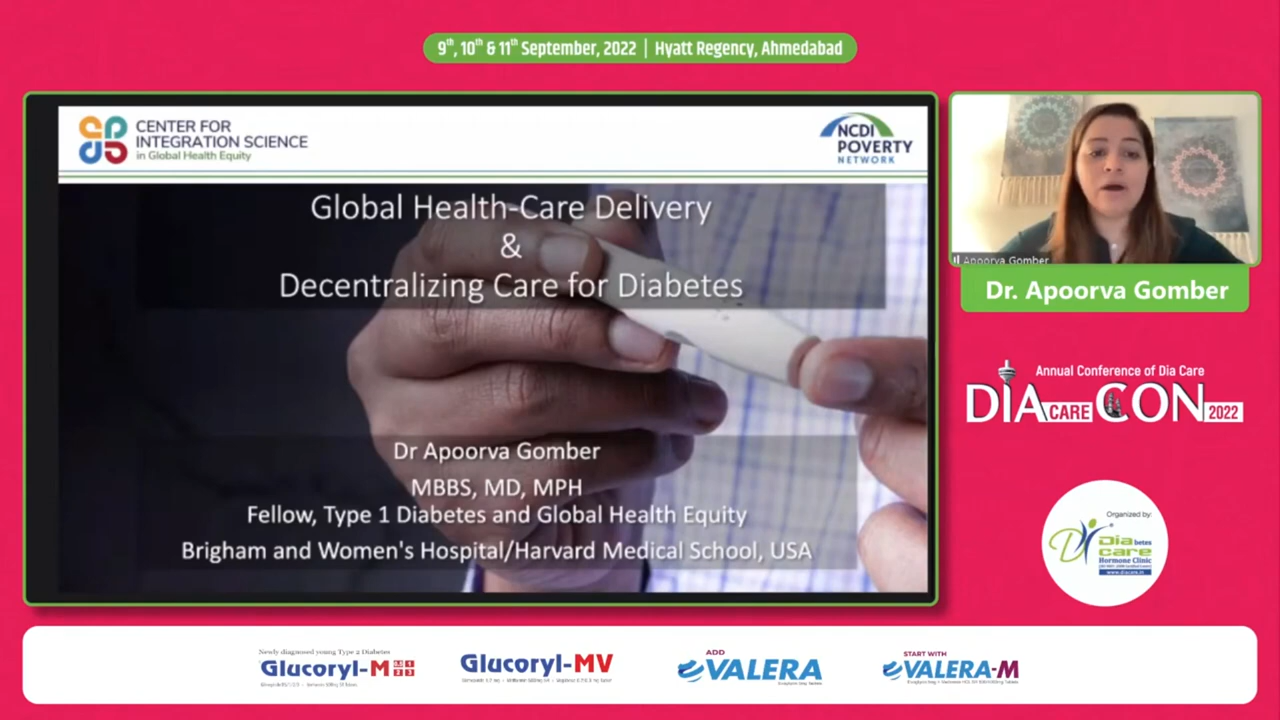 9th, 10th & 11th September, 2022 | Hyatt Regency, Ahmedabad
CENTER FOR
INTEGRATION SCIENCE
in Global Health Equity
NCDI
POVERTY
NETWORK
Global Health-Care Delivery
&
Decentralizing Care for Diabetes
Dr Apoorva Gomber
MBBS, MD, MPH
Fellow, Type 1 Diabetes and Global Health Equity
Brigham and Women's Hospital/Harvard Medical School, USA
Apoorva Gomber
Dr. Apoorva Gomber
Annual Conference of Dia Care
DIA CARE CON 2022
Organized by:
Diabetes
care
Hormone Clinic
www.diacare.in
Newly diagnosed young Type 2 Diabetes
Glucoryl-M
Glucoryl-MV
ADD
VALERA
START WITH
VALERA-M